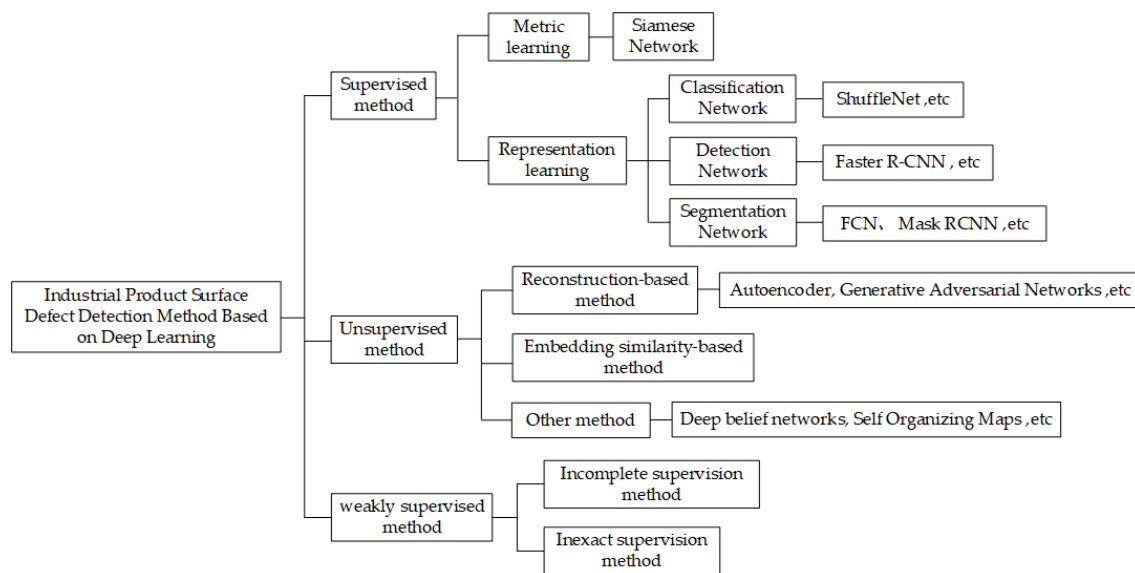 Industrial Product Surface
Defect Detection Method Based
on Deep Learning
Supervised
method
Metric
learning
Siamese
Network
Representation
learning
Classification
Network
ShuffleNet ,etc
Detection
Network
Faster R-CNN , etc
Segmentation
Network
FCN、 Mask RCNN ,etc
Unsupervised
method
Reconstruction-based
method
Autoencoder, Generative Adversarial Networks ,etc
Embedding similarity-based
method
Other method
Deep belief networks, Self Organizing Maps ,etc
weakly supervised
method
Incomplete supervision
method
Inexact supervision
method